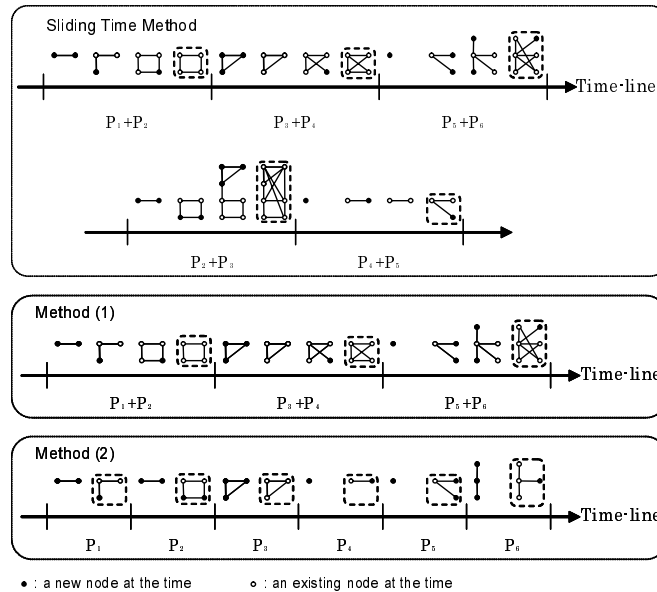 Sliding Time Method
Time-line
P₁+P₂ P₃+P₄ P₅+P₆
P₂+P₃ P₄+P₅
Method (1)
Time-line
P₁+P₂ P₃+P₄ P₅+P₆
Method (2)
Time-line
P₁ P₂ P₃ P₄ P₅ P₆
● : a new node at the time ○ : an existing node at the time